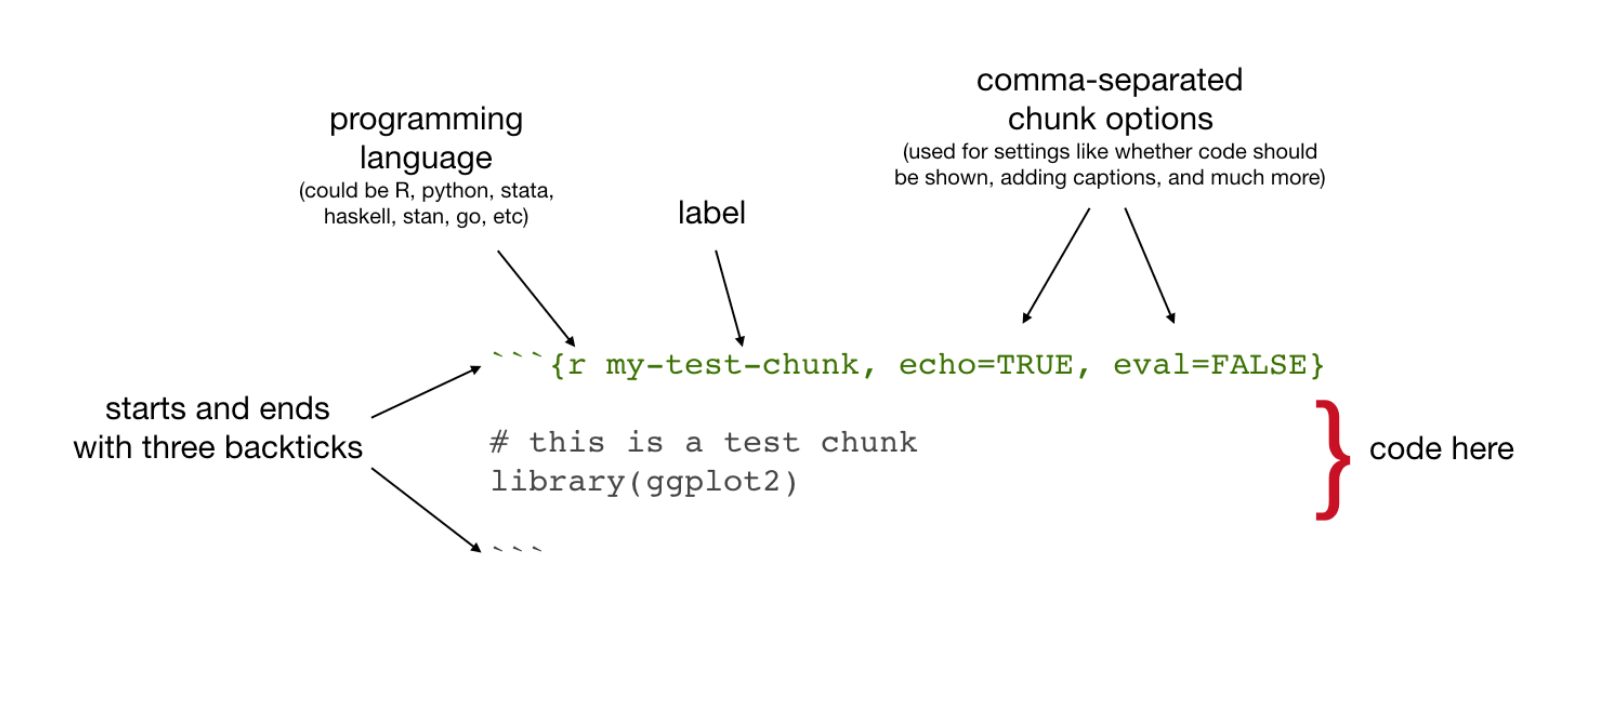 comma-separated
chunk options
(used for settings like whether code should
be shown, adding captions, and much more)
programming
language
(could be R, python, stata,
haskell, stan, go, etc)
label
```{r my-test-chunk, echo=TRUE, eval=FALSE}
starts and ends
with three backticks
# this is a test chunk
library(ggplot2)
} code here
```